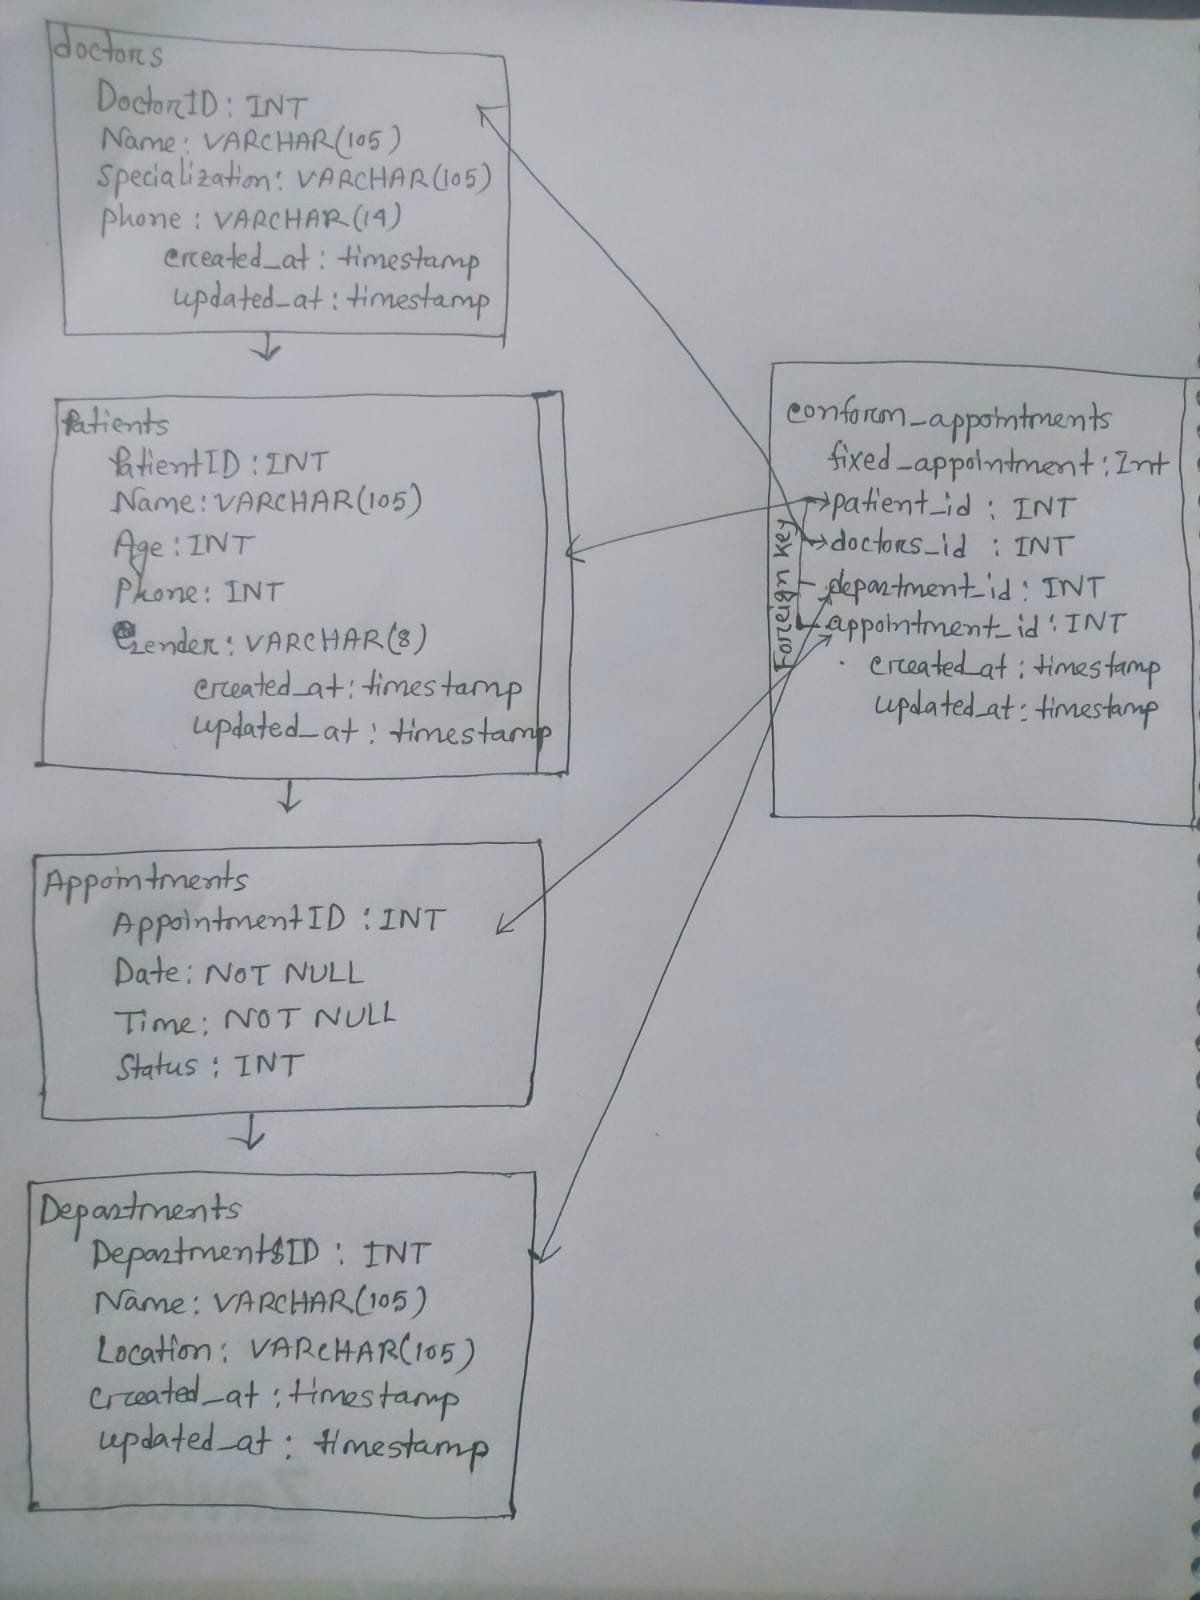 doctors
DoctorID: INT
Name: VARCHAR(105)
specialization: VARCHAR(105)
phone: VARCHAR(14)
created_at: timestamp
updated_at: timestamp
Patients
PatientID: INT
Name: VARCHAR(105)
Age: INT
Phone: INT
Gender: VARCHAR(8)
created_at: timestamp
updated_at: timestamp
Appointments
AppointmentID: INT
Date: NOT NULL
Time: NOT NULL
Status: INT
Departments
DepartmentsID: INT
Name: VARCHAR(105)
Location: VARCHAR(105)
created_at: timestamp
updated_at: timestamp
conform_appointments
fixed_appointment: Int
patient_id: INT
doctors_id: INT
department_id: INT
appointment_id: INT
created_at: timestamp
updated_at: timestamp
Foreign key